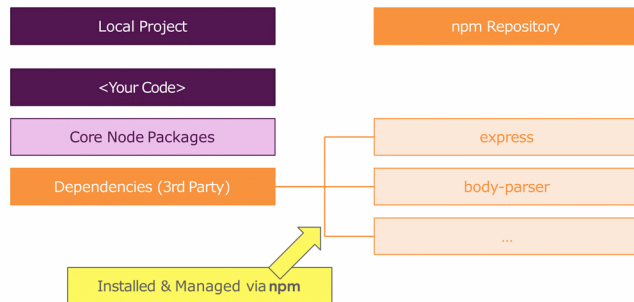 Local Project
npm Repository
<Your Code>
Core Node Packages
express
Dependencies (3rd Party)
body-parser
...
Installed & Managed via npm